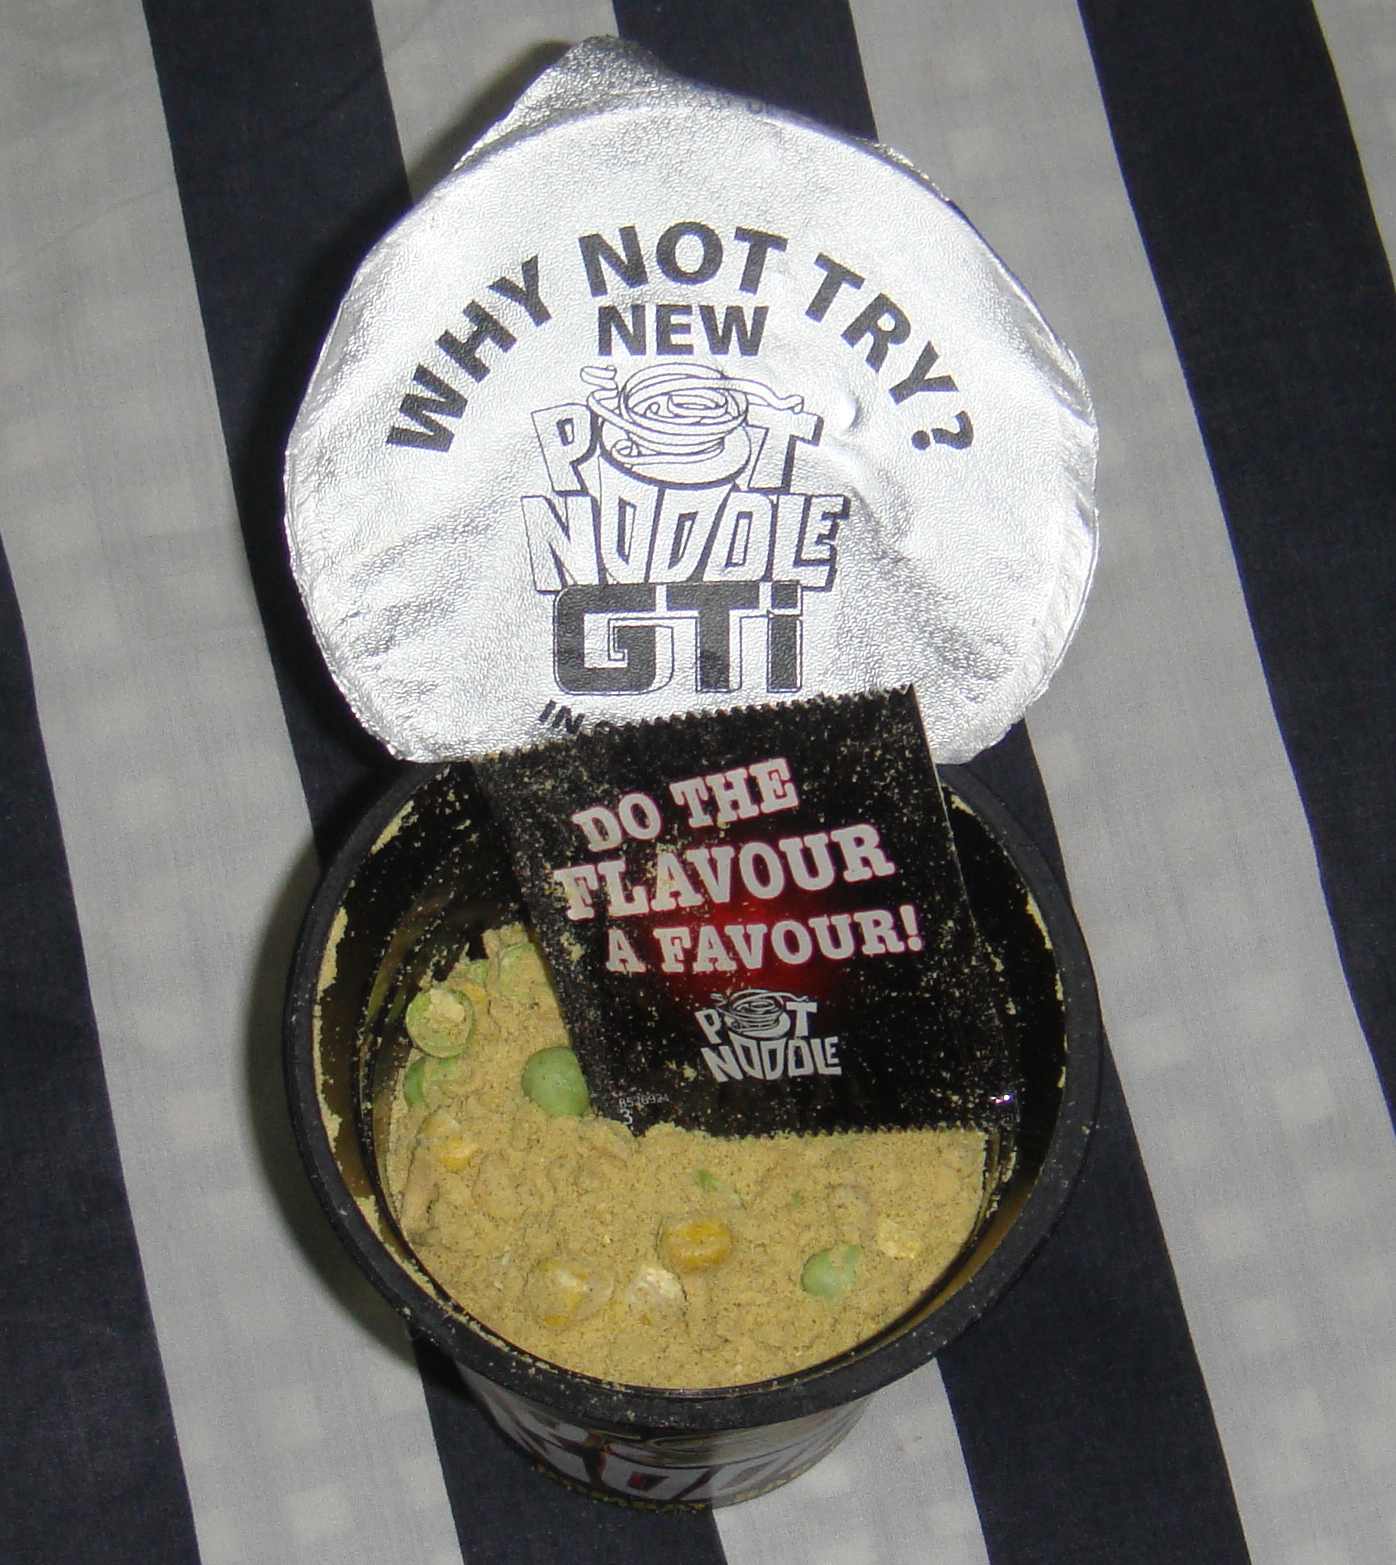 WHY NOT TRY?
NEW
POT
NOODLE
GTi
IN
DO THE
FLAVOUR
A FAVOUR!
POT
NOODLE